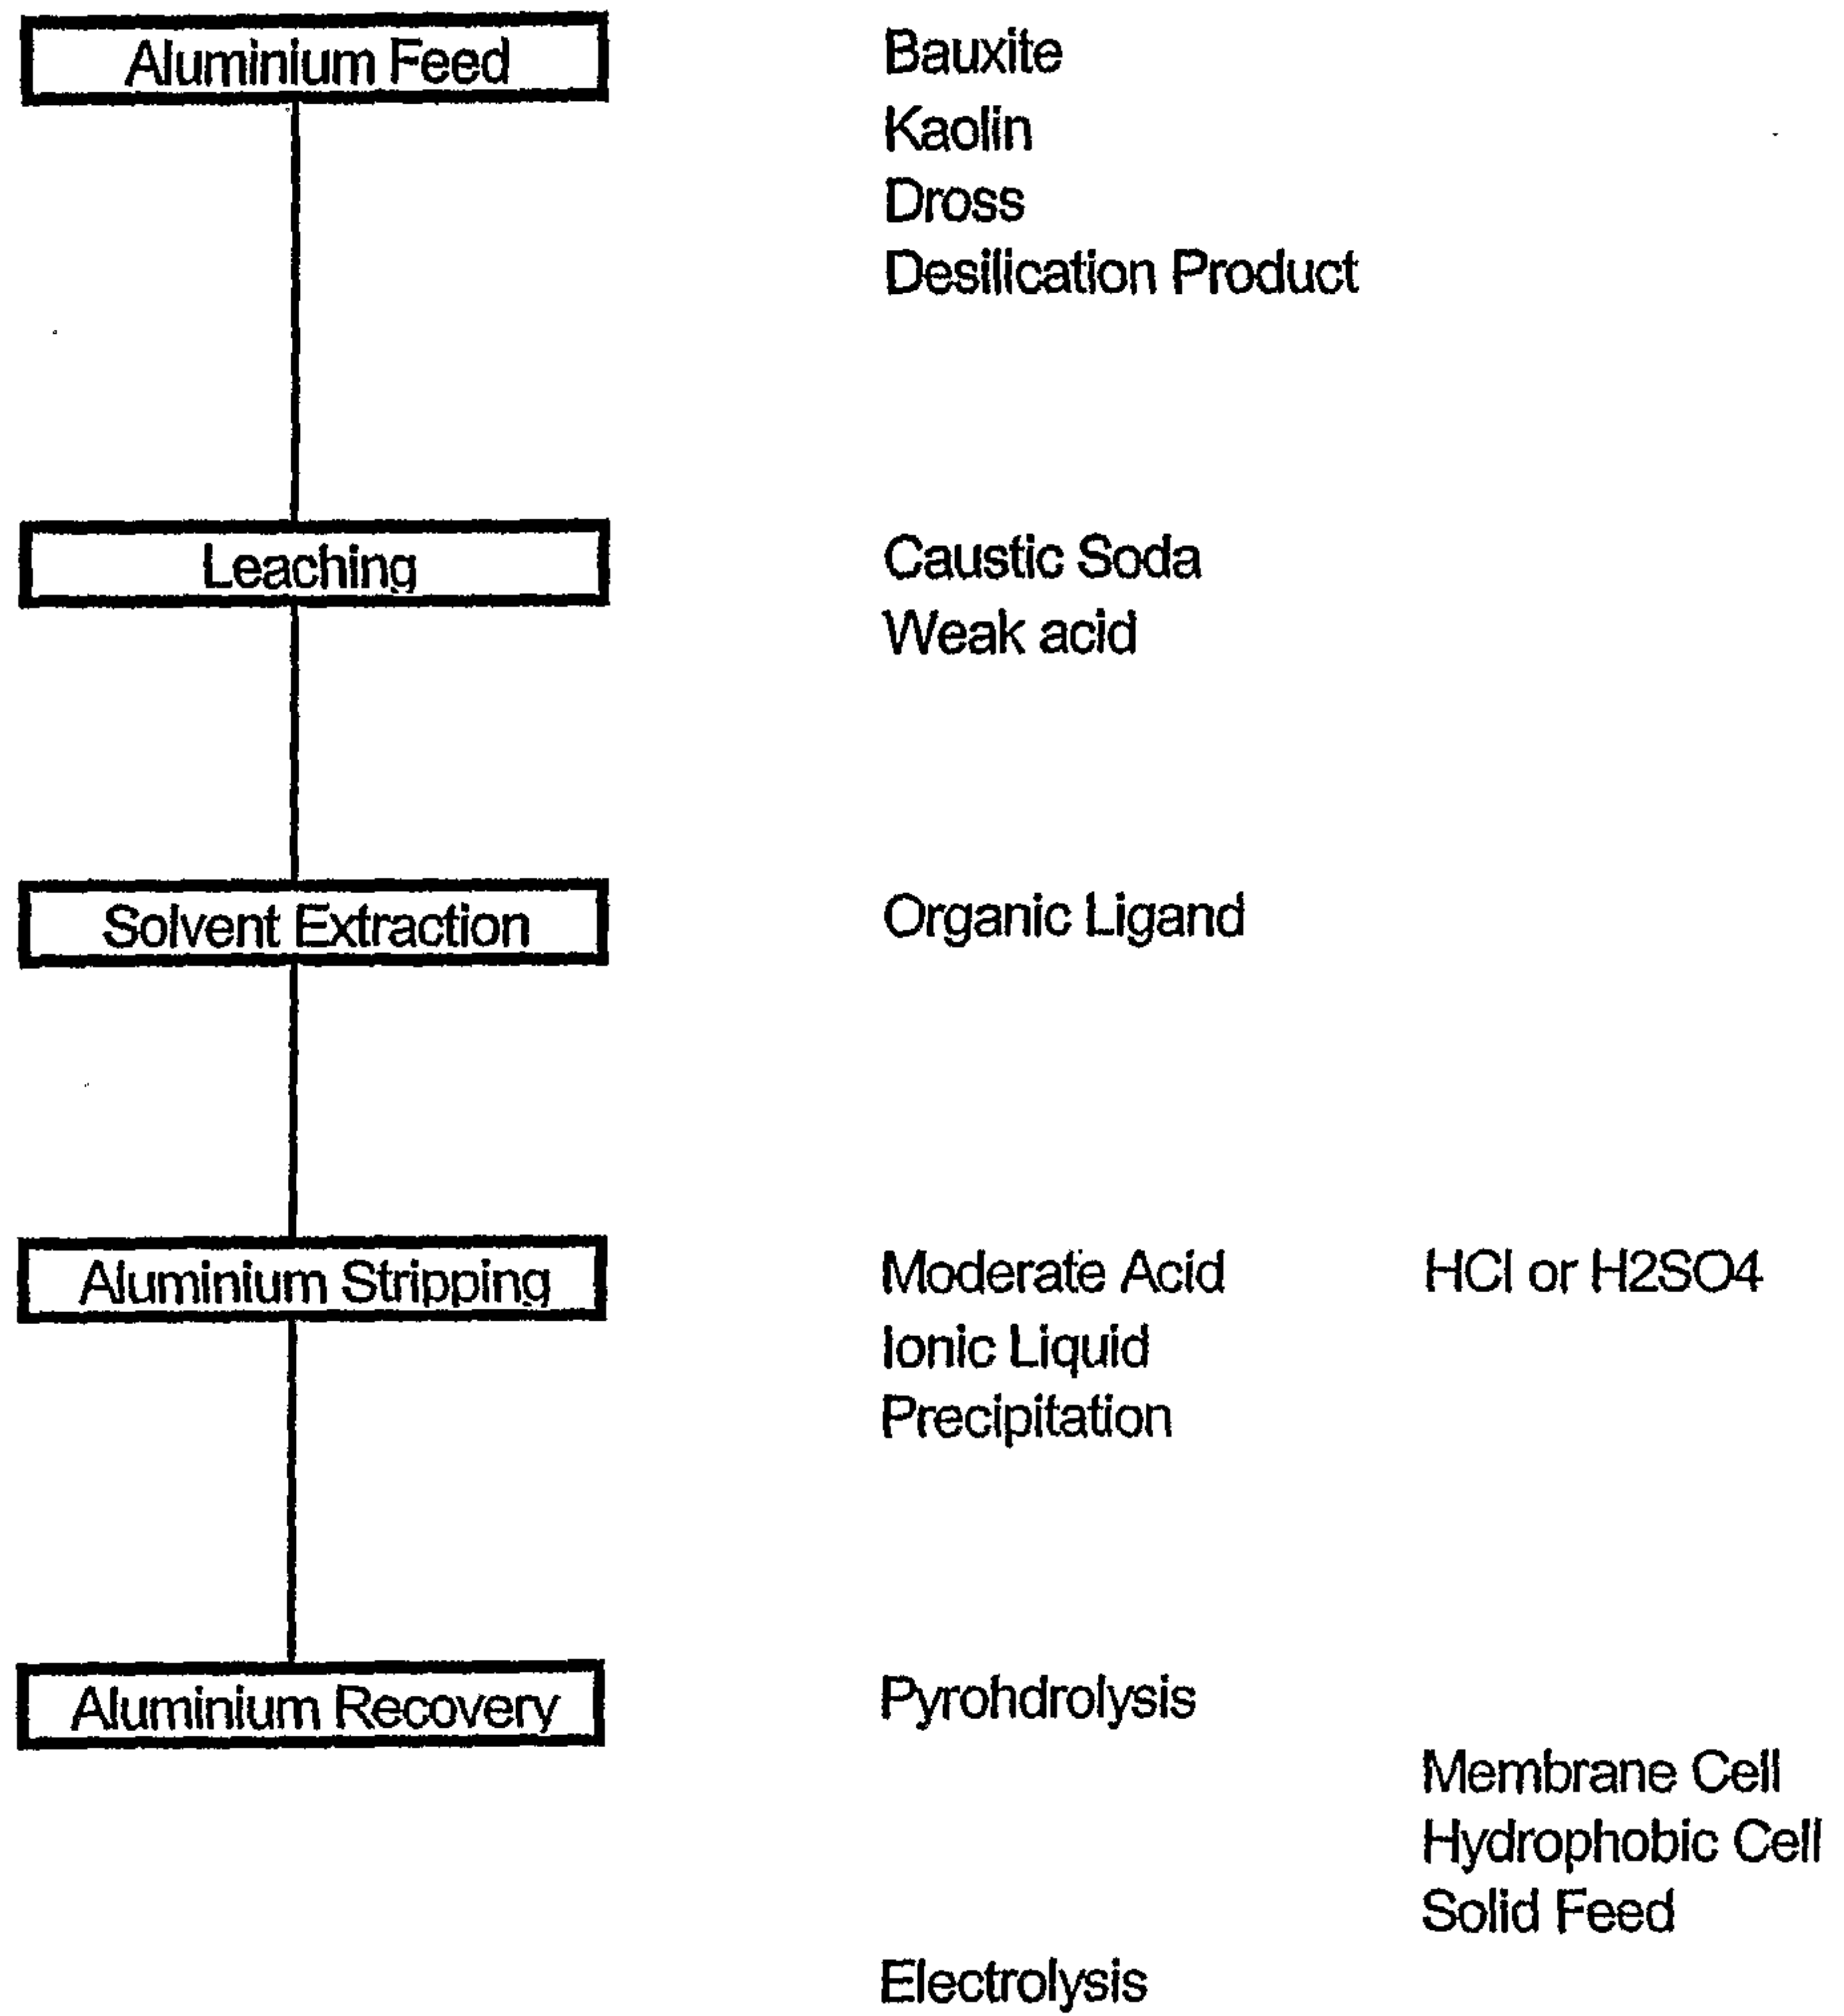 Aluminium Feed Bauxite
Kaolin
Dross
Desilication Product
Leaching Caustic Soda
Weak acid
Solvent Extraction Organic Ligand
Aluminium Stripping Moderate Acid HCl or H2SO4
Ionic Liquid
Precipitation
Aluminium Recovery Pyrohdrolysis
Membrane Cell
Hydrophobic Cell
Solid Feed
Electrolysis